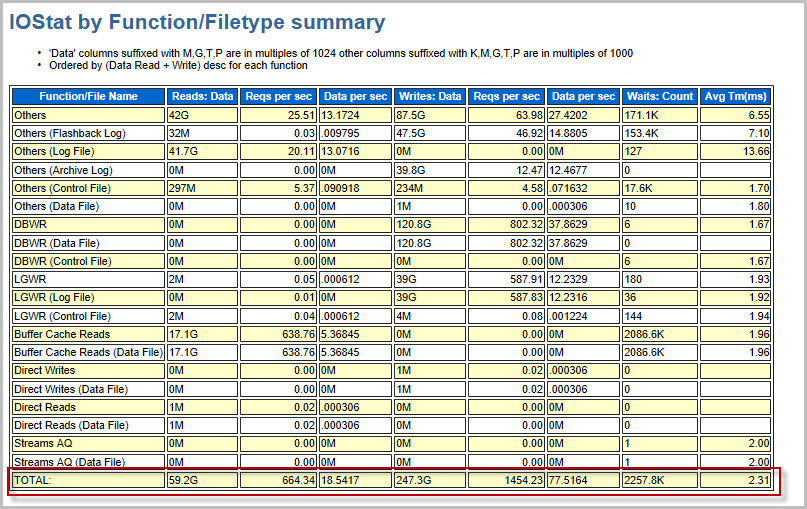 IOStat by Function/Filetype summary
• 'Data' columns suffixed with M,G,T,P are in multiples of 1024 other columns suffixed with K,M,G,T,P are in multiples of 1000
• Ordered by (Data Read + Write) desc for each function
Function/File Name Reads: Data Reqs per sec Data per sec Writes: Data Reqs per sec Data per sec Waits: Count Avg Tm(ms)
Others 42G 25.51 13.1724 87.5G 63.98 27.4202 171.1K 6.55
Others (Flashback Log) 32M 0.03 .009795 47.5G 46.92 14.8805 153.4K 7.10
Others (Log File) 41.7G 20.11 13.0716 0M 0.00 0M 127 13.66
Others (Archive Log) 0M 0.00 0M 39.8G 12.47 12.4677 0
Others (Control File) 297M 5.37 .090918 234M 4.58 .071632 17.6K 1.70
Others (Data File) 0M 0.00 0M 1M 0.00 .000306 10 1.80
DBWR 0M 0.00 0M 120.8G 802.32 37.8629 6 1.67
DBWR (Data File) 0M 0.00 0M 120.8G 802.32 37.8629 0
DBWR (Control File) 0M 0.00 0M 0M 0.00 0M 6 1.67
LGWR 2M 0.05 .000612 39G 587.91 12.2329 180 1.93
LGWR (Log File) 0M 0.01 0M 39G 587.83 12.2316 36 1.92
LGWR (Control File) 2M 0.04 .000612 4M 0.08 .001224 144 1.94
Buffer Cache Reads 17.1G 638.76 5.36845 0M 0.00 0M 2086.6K 1.96
Buffer Cache Reads (Data File) 17.1G 638.76 5.36845 0M 0.00 0M 2086.6K 1.96
Direct Writes 0M 0.00 0M 1M 0.02 .000306 0
Direct Writes (Data File) 0M 0.00 0M 1M 0.02 .000306 0
Direct Reads 1M 0.02 .000306 0M 0.00 0M 0
Direct Reads (Data File) 1M 0.02 .000306 0M 0.00 0M 0
Streams AQ 0M 0.00 0M 0M 0.00 0M 1 2.00
Streams AQ (Data File) 0M 0.00 0M 0M 0.00 0M 1 2.00
TOTAL: 59.2G 664.34 18.5417 247.3G 1454.23 77.5164 2257.8K 2.31